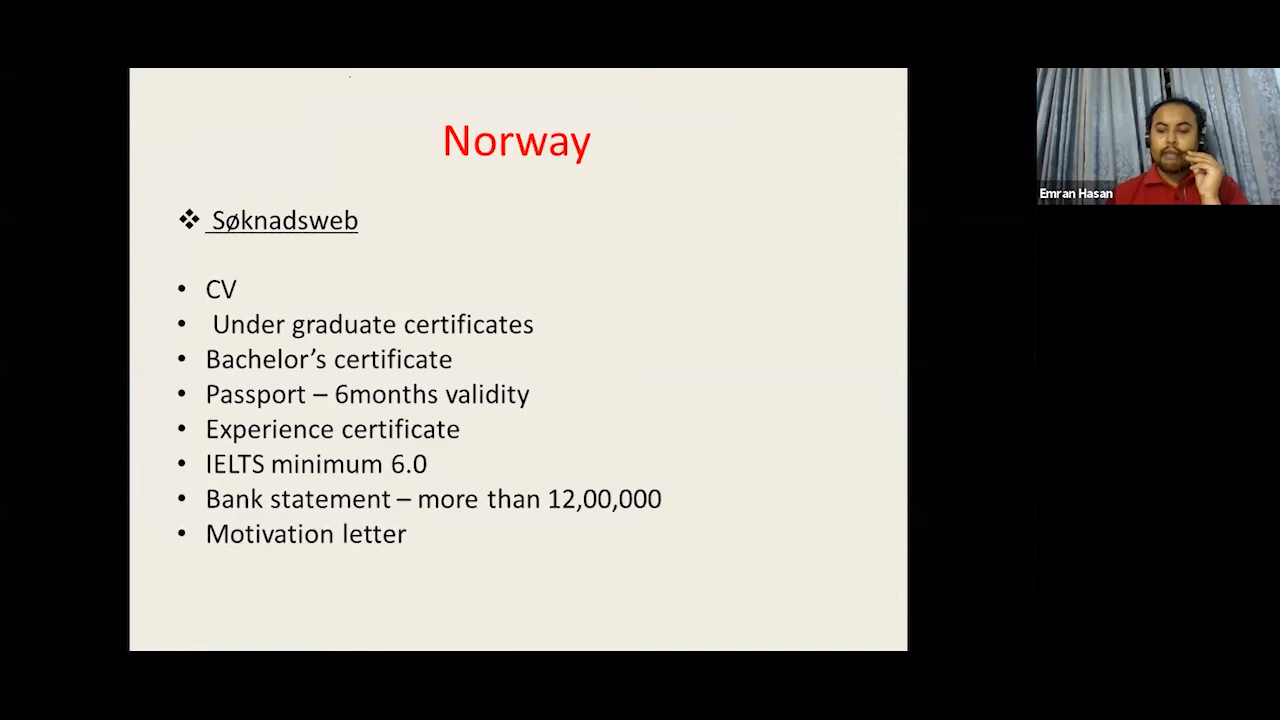 Norway
❖ Søknadsweb
• CV
• Under graduate certificates
• Bachelor’s certificate
• Passport – 6months validity
• Experience certificate
• IELTS minimum 6.0
• Bank statement – more than 12,00,000
• Motivation letter
Emran Hasan